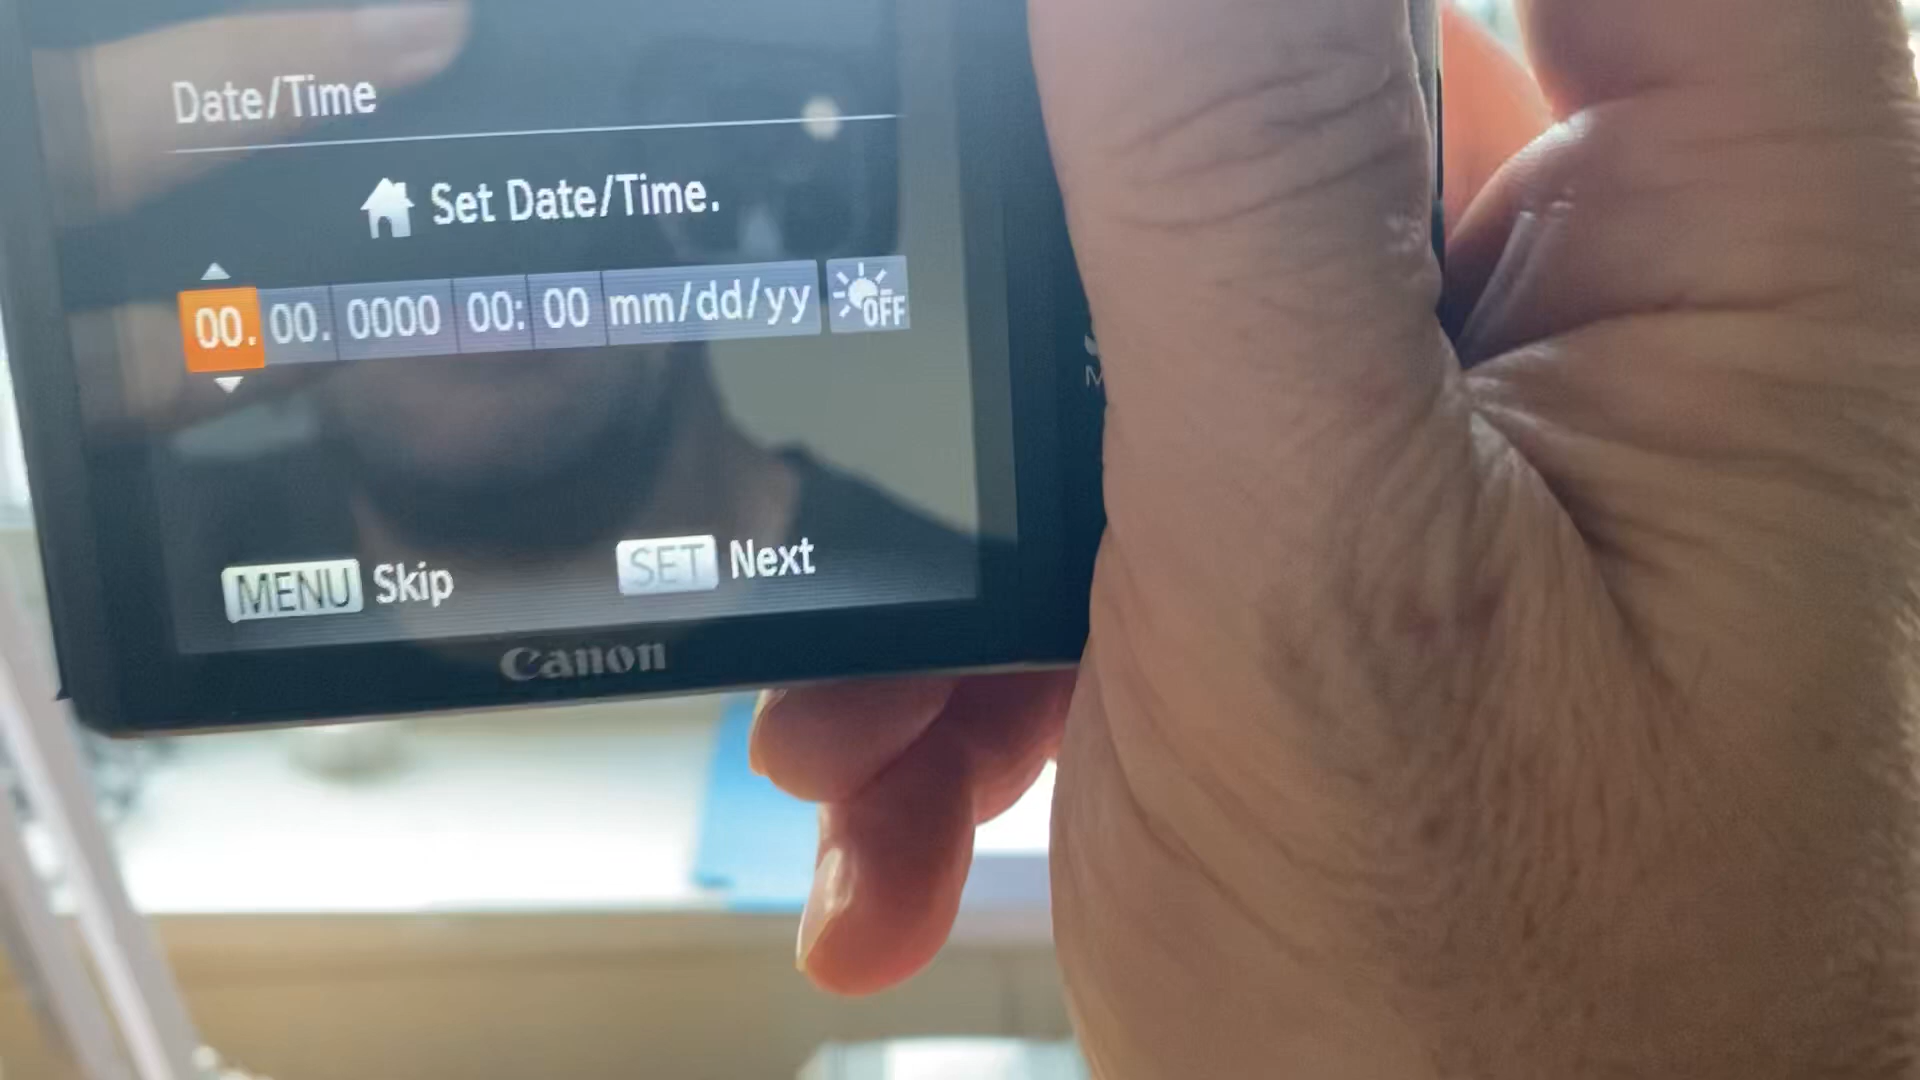 Date/Time
Set Date/Time.
00. 00. 0000 00: 00 mm/dd/yy OFF
MENU Skip SET Next
Canon